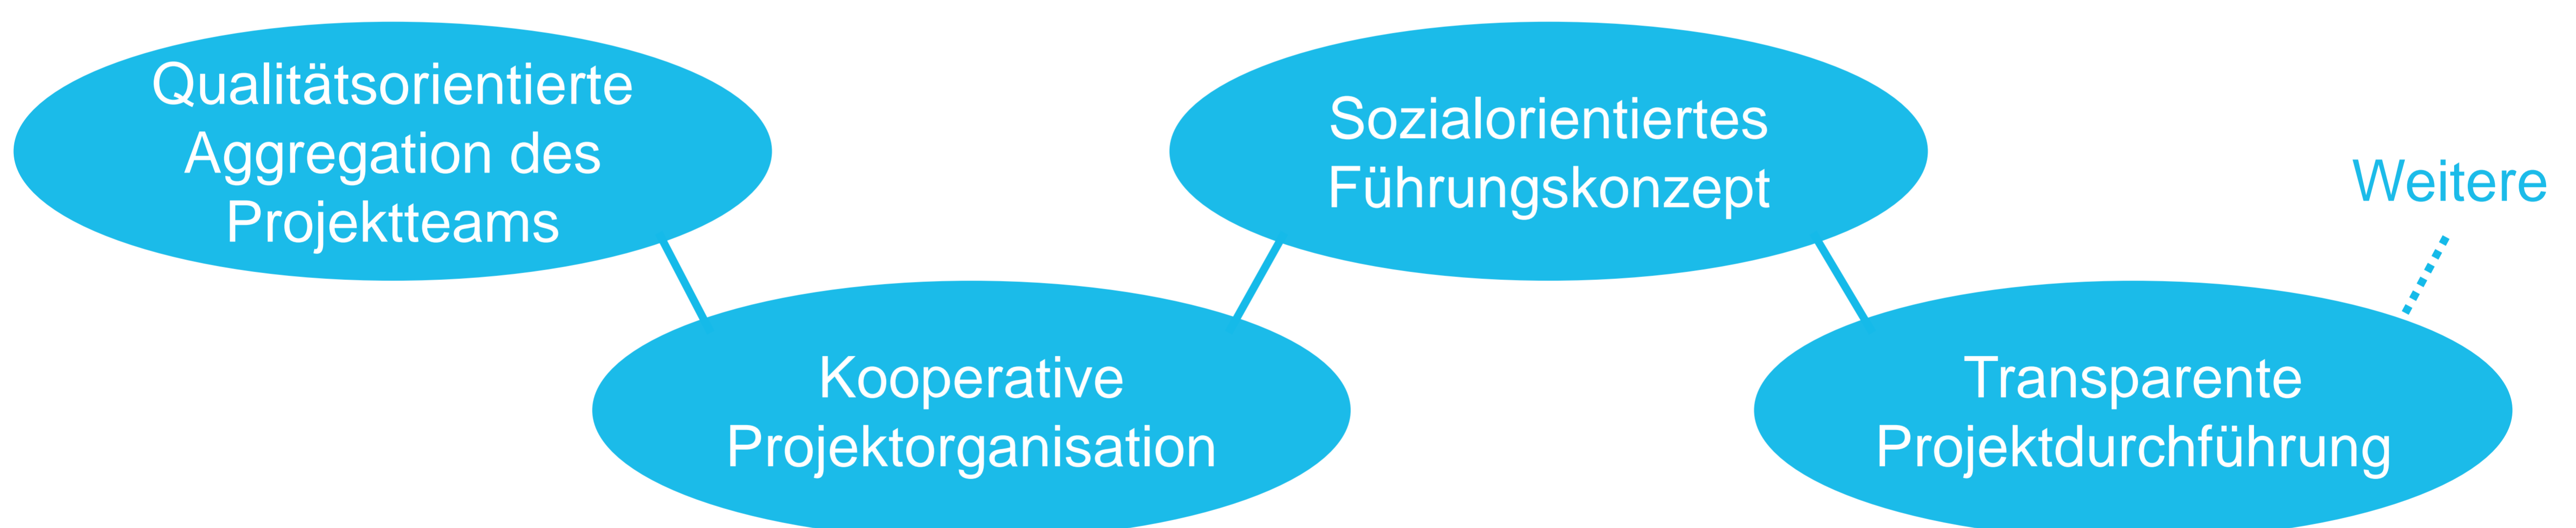 Qualitätsorientierte
Aggregation des
Projektteams
Kooperative
Projektorganisation
Sozialorientiertes
Führungskonzept
Transparente
Projektdurchführung
Weitere